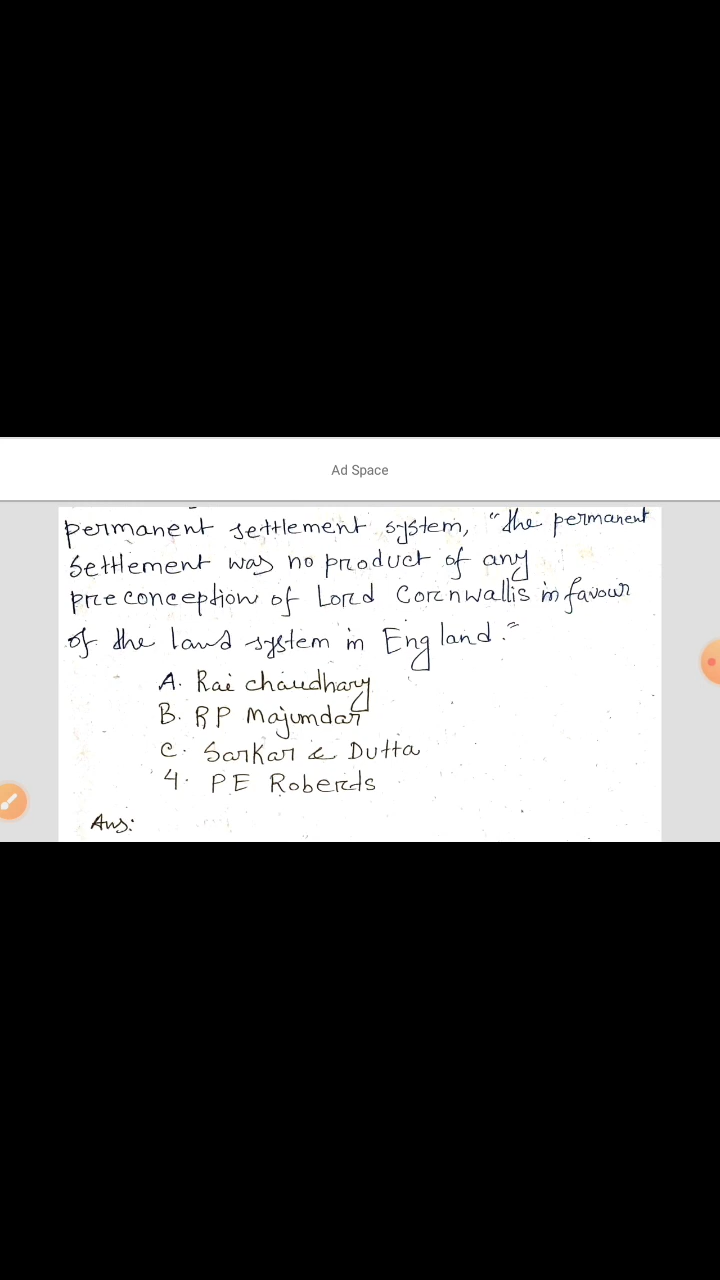 Ad Space
permanent settlement system, "the permanent
Settlement was no product of any
preconception of Lord Cornwallis in favour
of the land system in England."
A. Rai chaudhary
B. RP Majumdar
C. Sarkar & Dutta
4. PE Roberds
Ans: